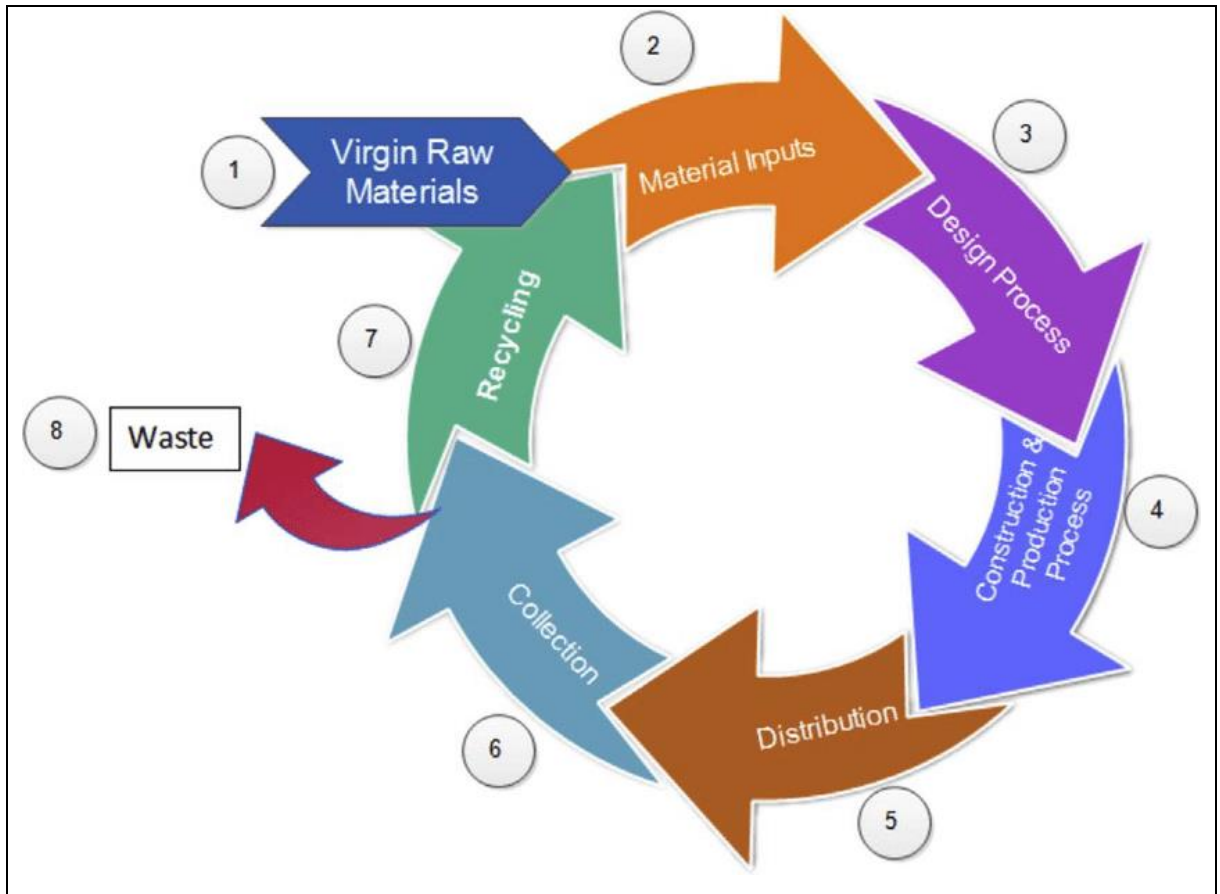 1
Virgin Raw
Materials
2
Material Inputs
3
Design Process
4
Construction &
Production
Process
5
Distribution
6
Collection
7
Recycling
8
Waste